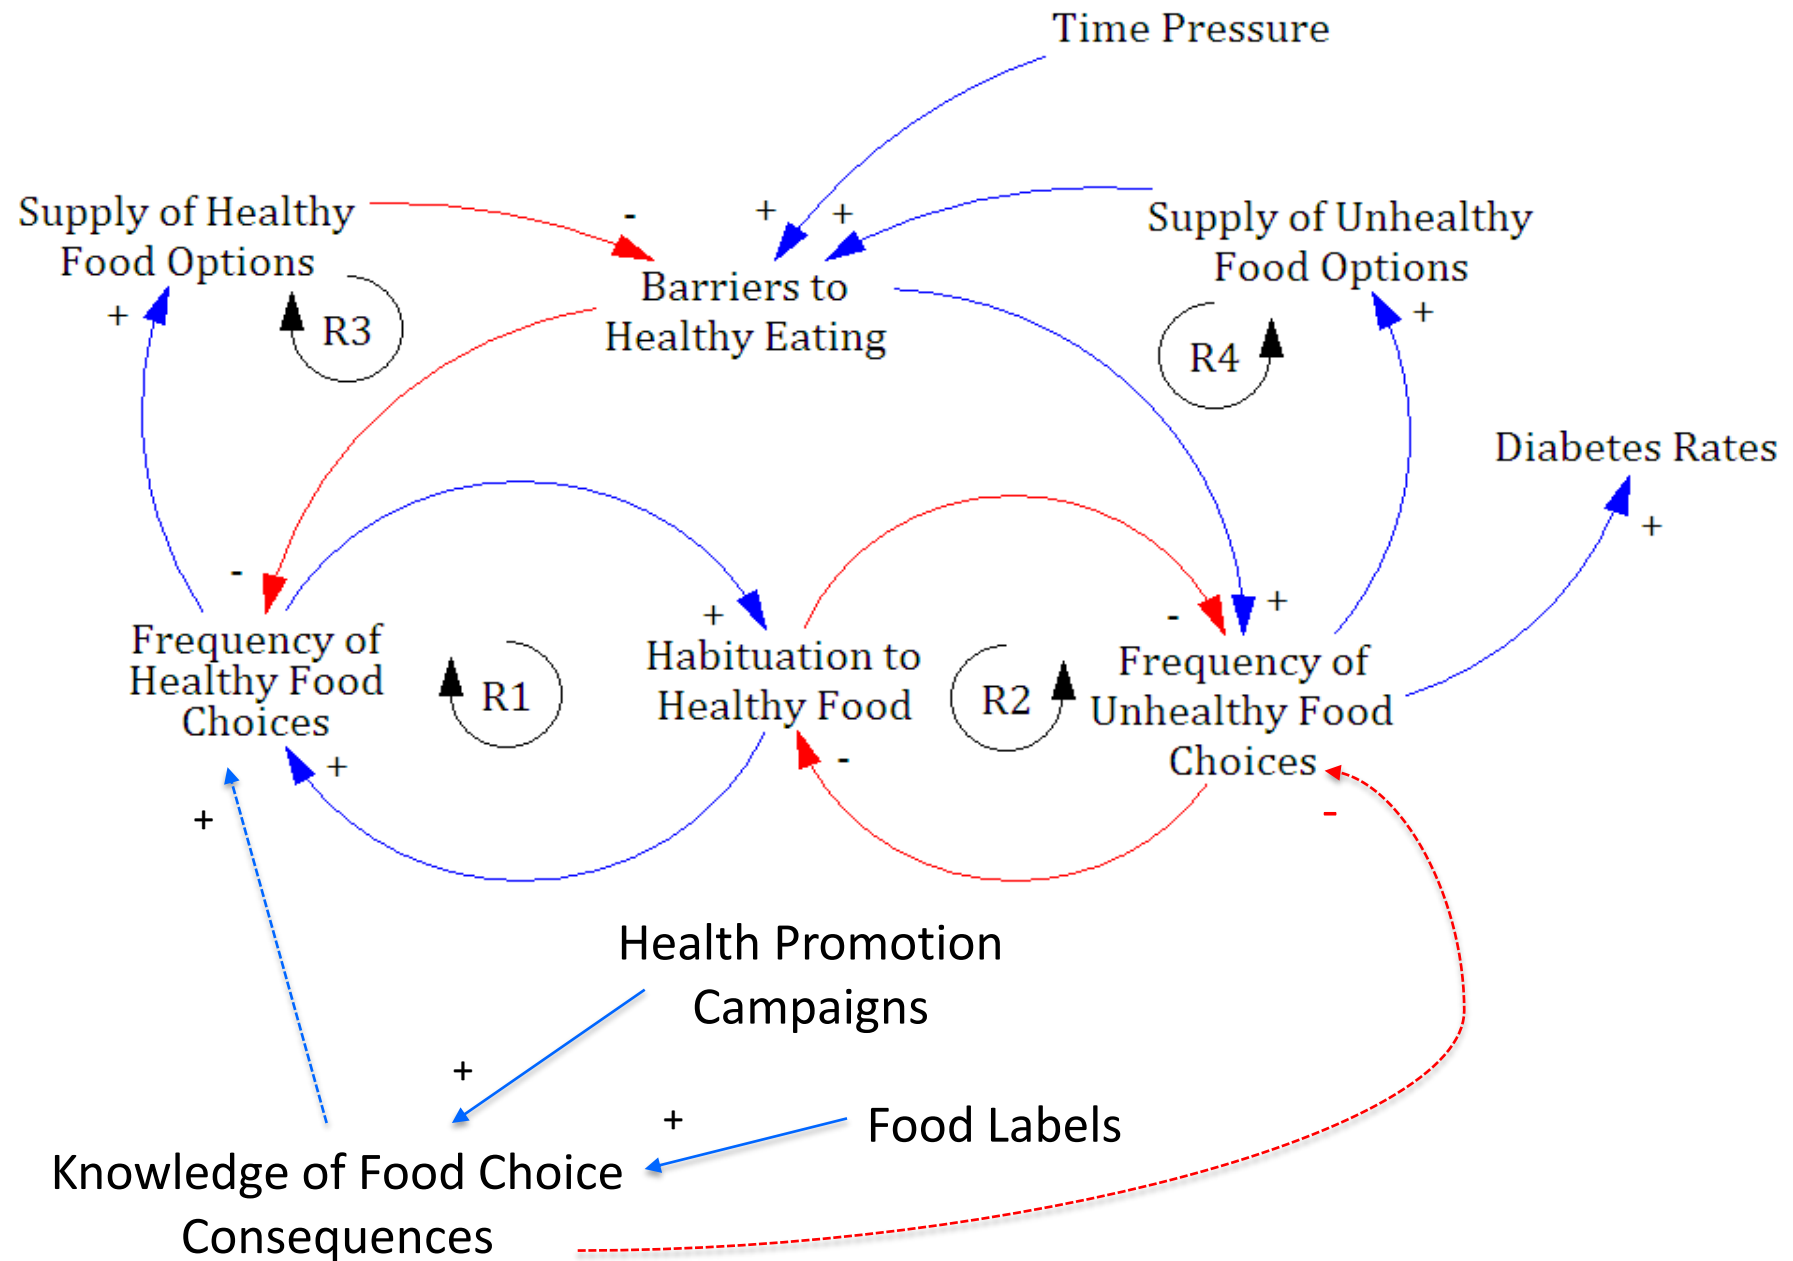 Time Pressure
Supply of Healthy
Food Options
-
+
+
Supply of Unhealthy
Food Options
Barriers to
Healthy Eating
+
R3
R4
+
Diabetes Rates
+
-
+
-
+
Frequency of
Healthy Food
Choices
R1
Habituation to
Healthy Food
R2
Frequency of
Unhealthy Food
Choices
+
-
+
-
Health Promotion
Campaigns
+
+
Food Labels
Knowledge of Food Choice
Consequences